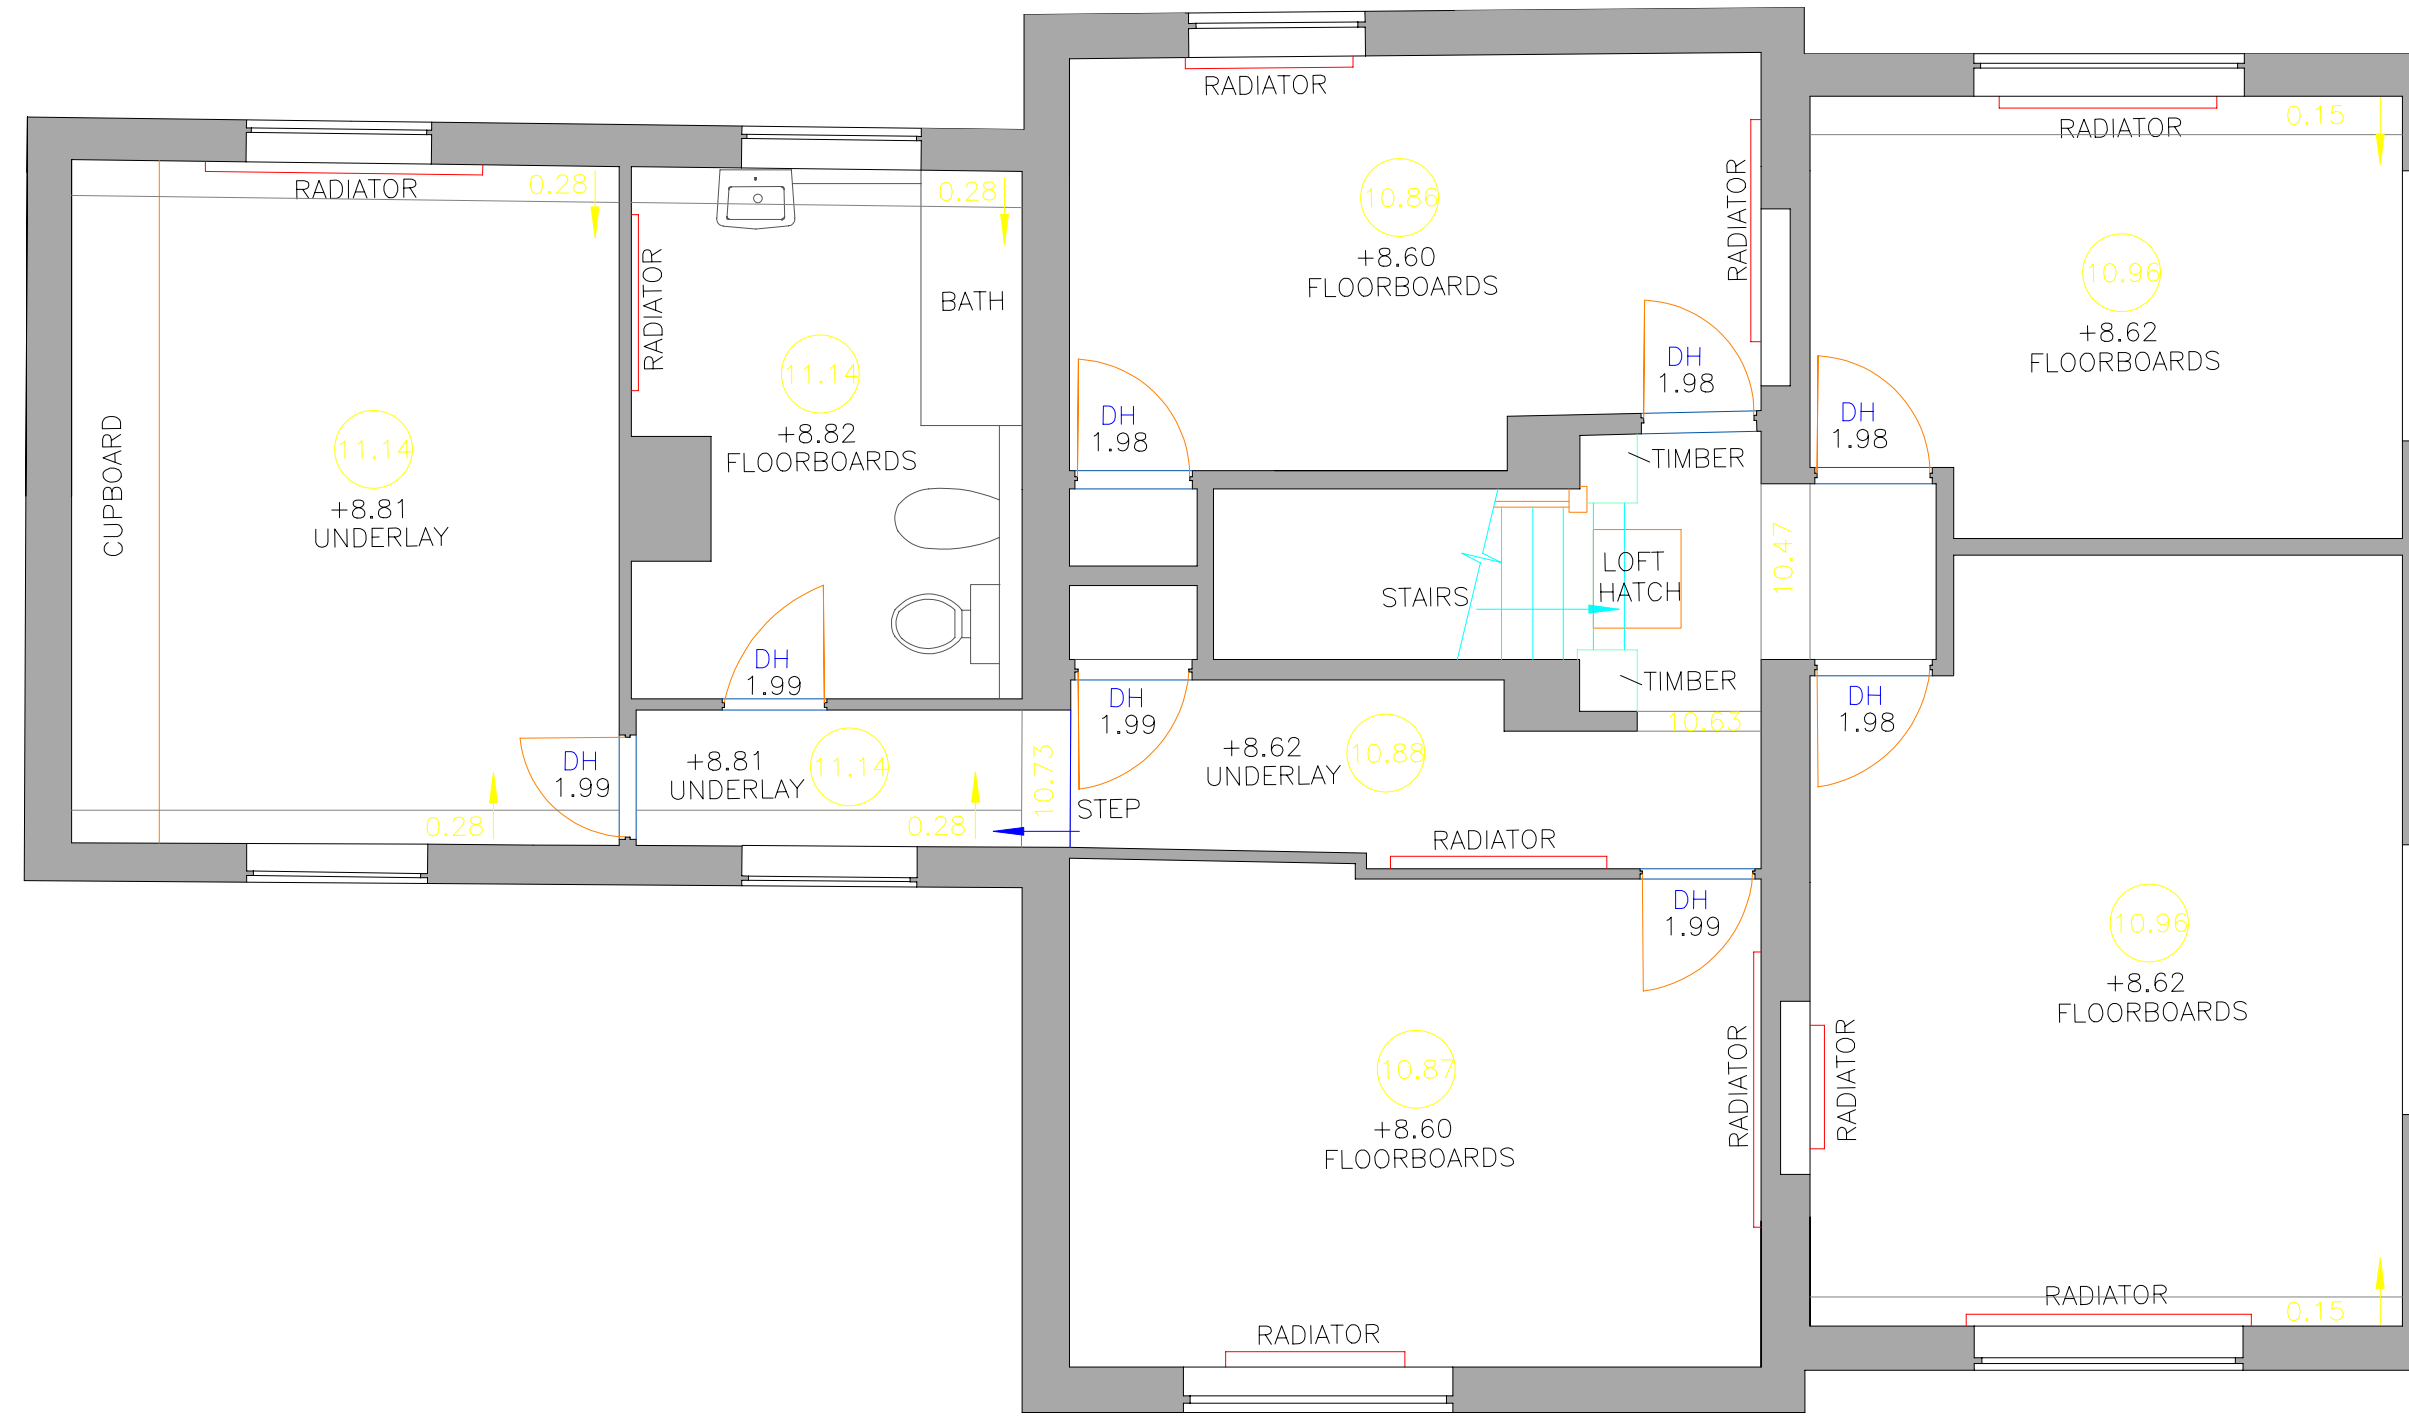 RADIATOR
RADIATOR
0.28
CUPBOARD
11.14
+8.81
UNDERLAY
0.28
DH
1.99
0.28
RADIATOR
BATH
11.14
+8.82
FLOORBOARDS
DH
1.99
+8.81
UNDERLAY
11.14
0.28
10.73
STEP
10.86
+8.60
FLOORBOARDS
RADIATOR
DH
1.98
DH
1.98
TIMBER
STAIRS
LOFT
HATCH
TIMBER
10.47
10.63
DH
1.99
+8.62
UNDERLAY
10.88
RADIATOR
DH
1.99
10.87
+8.60
FLOORBOARDS
RADIATOR
RADIATOR
RADIATOR
0.15
10.96
+8.62
FLOORBOARDS
DH
1.98
DH
1.98
10.96
+8.62
FLOORBOARDS
RADIATOR
RADIATOR
0.15